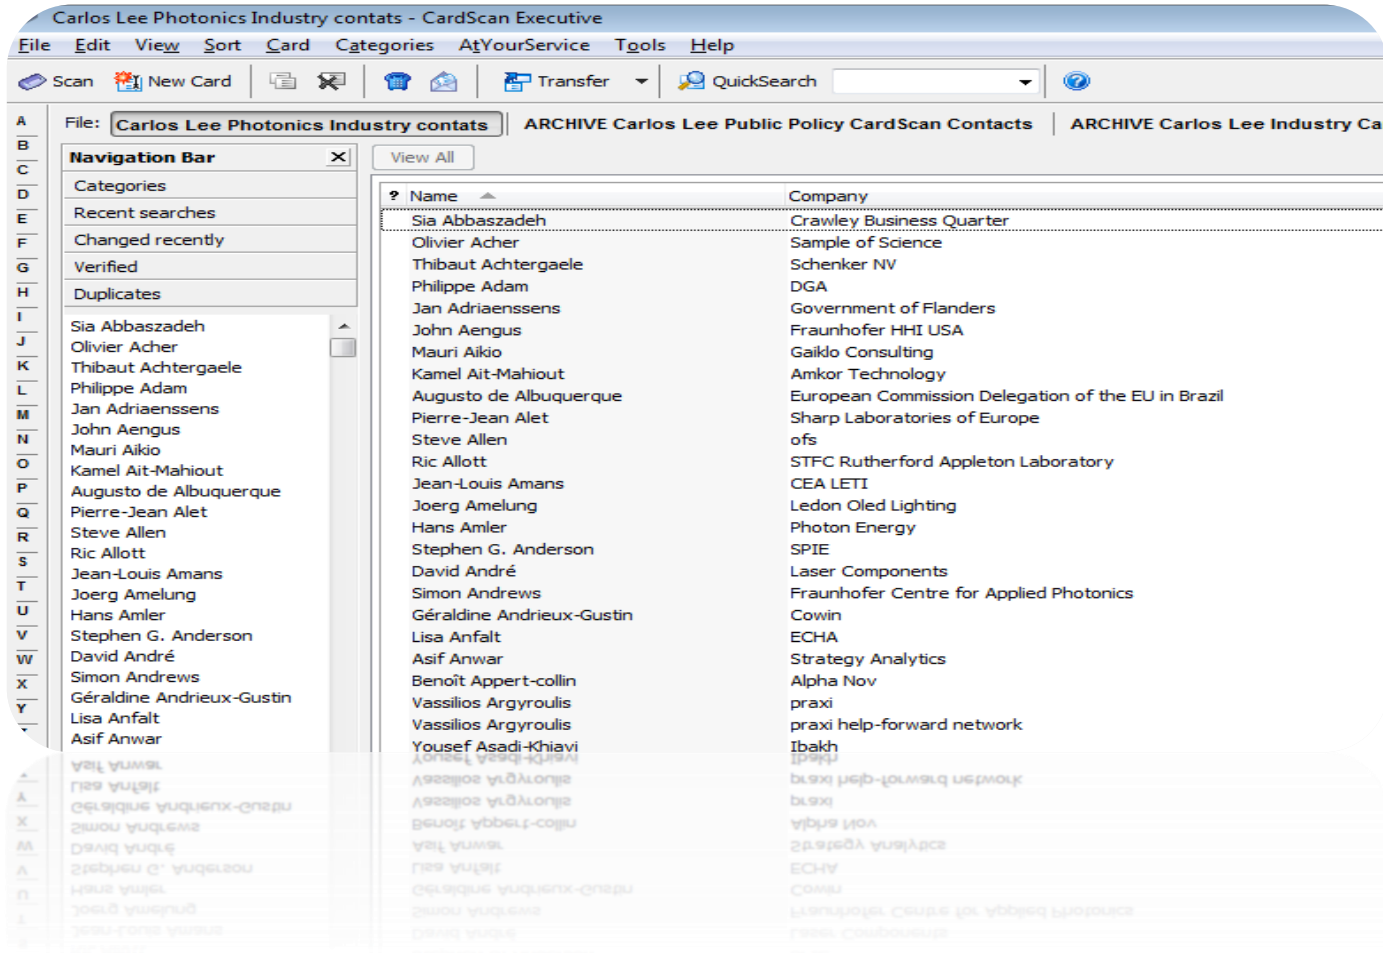 Carlos Lee Photonics Industry contats - CardScan Executive
File Edit View Sort Card Categories AtYourService Tools Help
Scan New Card Transfer QuickSearch
File: Carlos Lee Photonics Industry contats ARCHIVE Carlos Lee Public Policy CardScan Contacts ARCHIVE Carlos Lee Industry Ca
A
B
C
D
E
F
G
H
I
J
K
L
M
N
O
P
Q
R
S
T
U
V
W
X
Y
Navigation Bar
Categories
Recent searches
Changed recently
Verified
Duplicates
Sia Abbaszadeh
Olivier Acher
Thibaut Achtergaele
Philippe Adam
Jan Adriaenssens
John Aengus
Mauri Aikio
Kamel Ait-Mahiout
Augusto de Albuquerque
Pierre-Jean Alet
Steve Allen
Ric Allott
Jean-Louis Amans
Joerg Amelung
Hans Amler
Stephen G. Anderson
David André
Simon Andrews
Géraldine Andrieux-Gustin
Lisa Anfalt
Asif Anwar
View All
? Name Company
Sia Abbaszadeh Crawley Business Quarter
Olivier Acher Sample of Science
Thibaut Achtergaele Schenker NV
Philippe Adam DGA
Jan Adriaenssens Government of Flanders
John Aengus Fraunhofer HHI USA
Mauri Aikio Gaiklo Consulting
Kamel Ait-Mahiout Amkor Technology
Augusto de Albuquerque European Commission Delegation of the EU in Brazil
Pierre-Jean Alet Sharp Laboratories of Europe
Steve Allen ofs
Ric Allott STFC Rutherford Appleton Laboratory
Jean-Louis Amans CEA LETI
Joerg Amelung Ledon Oled Lighting
Hans Amler Photon Energy
Stephen G. Anderson SPIE
David André Laser Components
Simon Andrews Fraunhofer Centre for Applied Photonics
Géraldine Andrieux-Gustin Cowin
Lisa Anfalt ECHA
Asif Anwar Strategy Analytics
Benoît Appert-collin Alpha Nov
Vassilios Argyroulis praxi
Vassilios Argyroulis praxi help-forward network
Yousef Asadi-Khiavi Ibakh